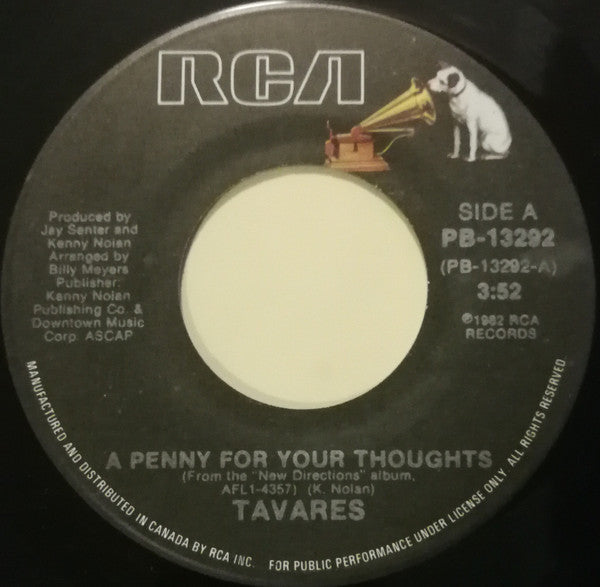 RCA
Produced by
Jay Senter and
Kenny Nolan
Arranged by
Billy Meyers
Publisher:
Kenny Nolan
Publishing Co. &
Downtown Music
Corp. ASCAP
SIDE A
PB-13292
(PB-13292-A)
3:52
℗1982 RCA
RECORDS
A PENNY FOR YOUR THOUGHTS
(From the "New Directions" album,
AFL1-4357) (K. Nolan)
TAVARES
MANUFACTURED AND DISTRIBUTED IN CANADA BY RCA INC. FOR PUBLIC PERFORMANCE UNDER LICENSE ONLY. ALL RIGHTS RESERVED.